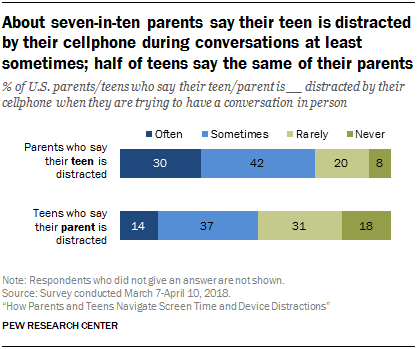 About seven-in-ten parents say their teen is distracted
by their cellphone during conversations at least
sometimes; half of teens say the same of their parents
% of U.S. parents/teens who say their teen/parent is__ distracted by their
cellphone when they are trying to have a conversation in person
Often Sometimes Rarely Never
Parents who say
their teen is
distracted
30 42 20 8
Teens who say
their parent is
distracted
14 37 31 18
Note: Respondents who did not give an answer are not shown.
Source: Survey conducted March 7-April 10, 2018.
“How Parents and Teens Navigate Screen Time and Device Distractions”
PEW RESEARCH CENTER